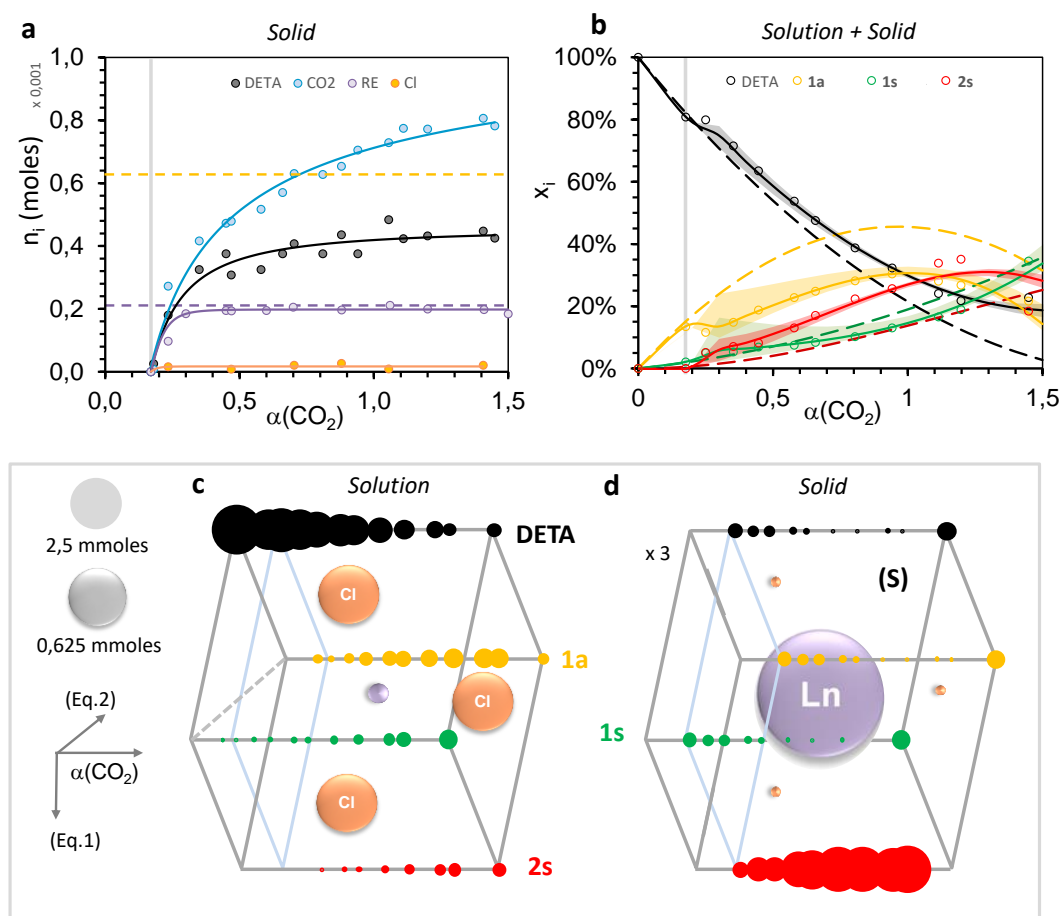 a
Solid
DETA CO2 RE Cl
x 0,001
n_i (moles)
1,0
0,8
0,6
0,4
0,2
0,0
0,0 0,5 1,0 1,5
α(CO₂)
b
Solution + Solid
DETA 1a 1s 2s
x_i
100%
80%
60%
40%
20%
0%
0 0,5 1 1,5
α(CO₂)
2,5 mmoles
0,625 mmoles
(Eq.2)
α(CO₂)
(Eq.1)
c
Solution
DETA
Cl
1a
Cl
1s
Cl
2s
d
Solid
x 3
(S)
Ln